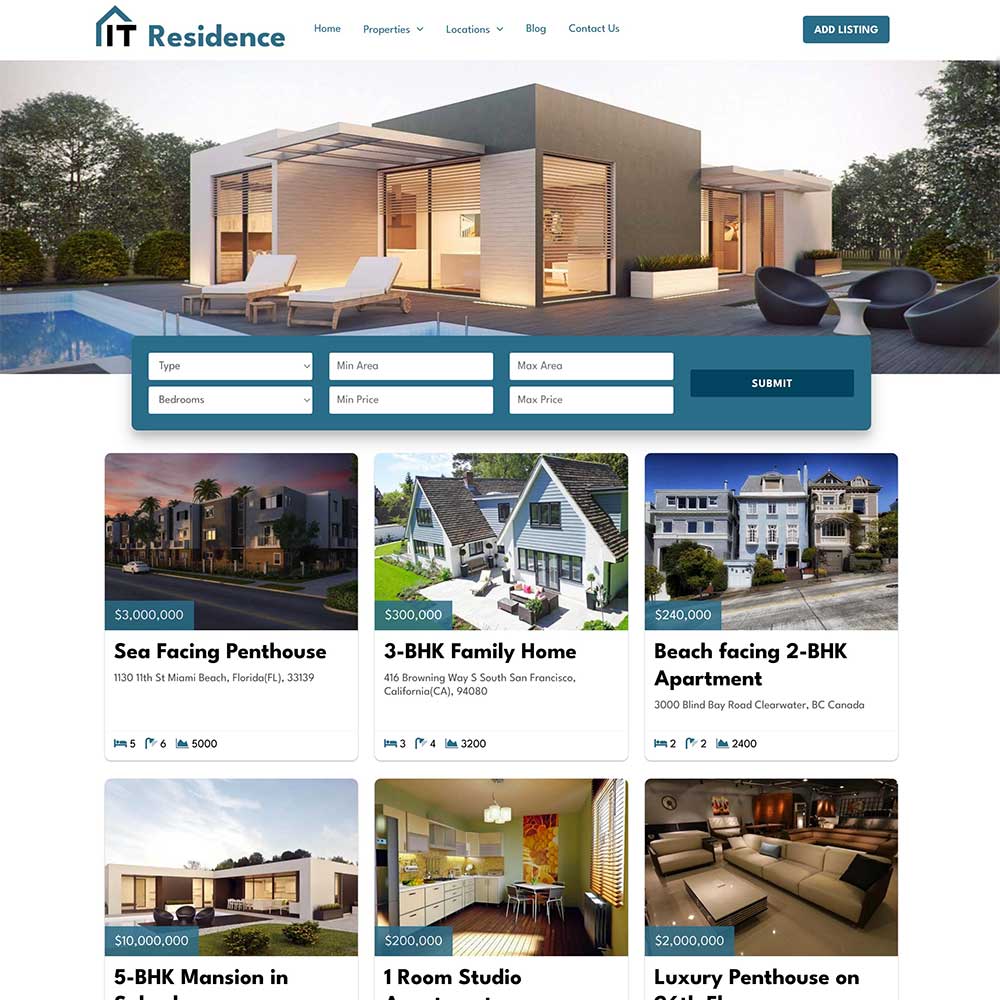 IT Residence
Home
Properties
Locations
Blog
Contact Us
ADD LISTING
Type
Min Area
Max Area
SUBMIT
Bedrooms
Min Price
Max Price
$3,000,000
$300,000
$240,000
Sea Facing Penthouse
1130 11th St Miami Beach, Florida(FL), 33139
5 6 5000
3-BHK Family Home
416 Browning Way S South San Francisco,
California(CA), 94080
3 4 3200
Beach facing 2-BHK
Apartment
3000 Blind Bay Road Clearwater, BC Canada
2 2 2400
$10,000,000
$200,000
$2,000,000
5-BHK Mansion in
1 Room Studio
Luxury Penthouse on